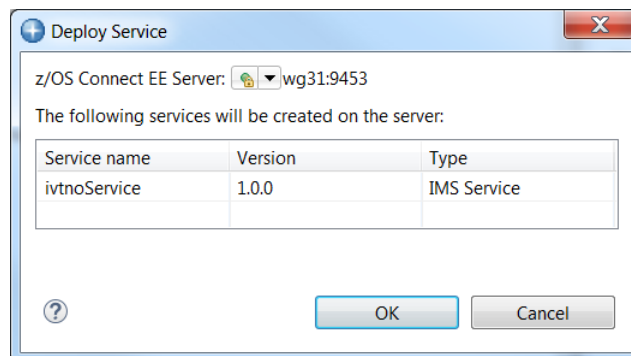 Deploy Service
z/OS Connect EE Server: wg31:9453
The following services will be created on the server:
Service name Version Type
ivtnoService 1.0.0 IMS Service
? OK Cancel